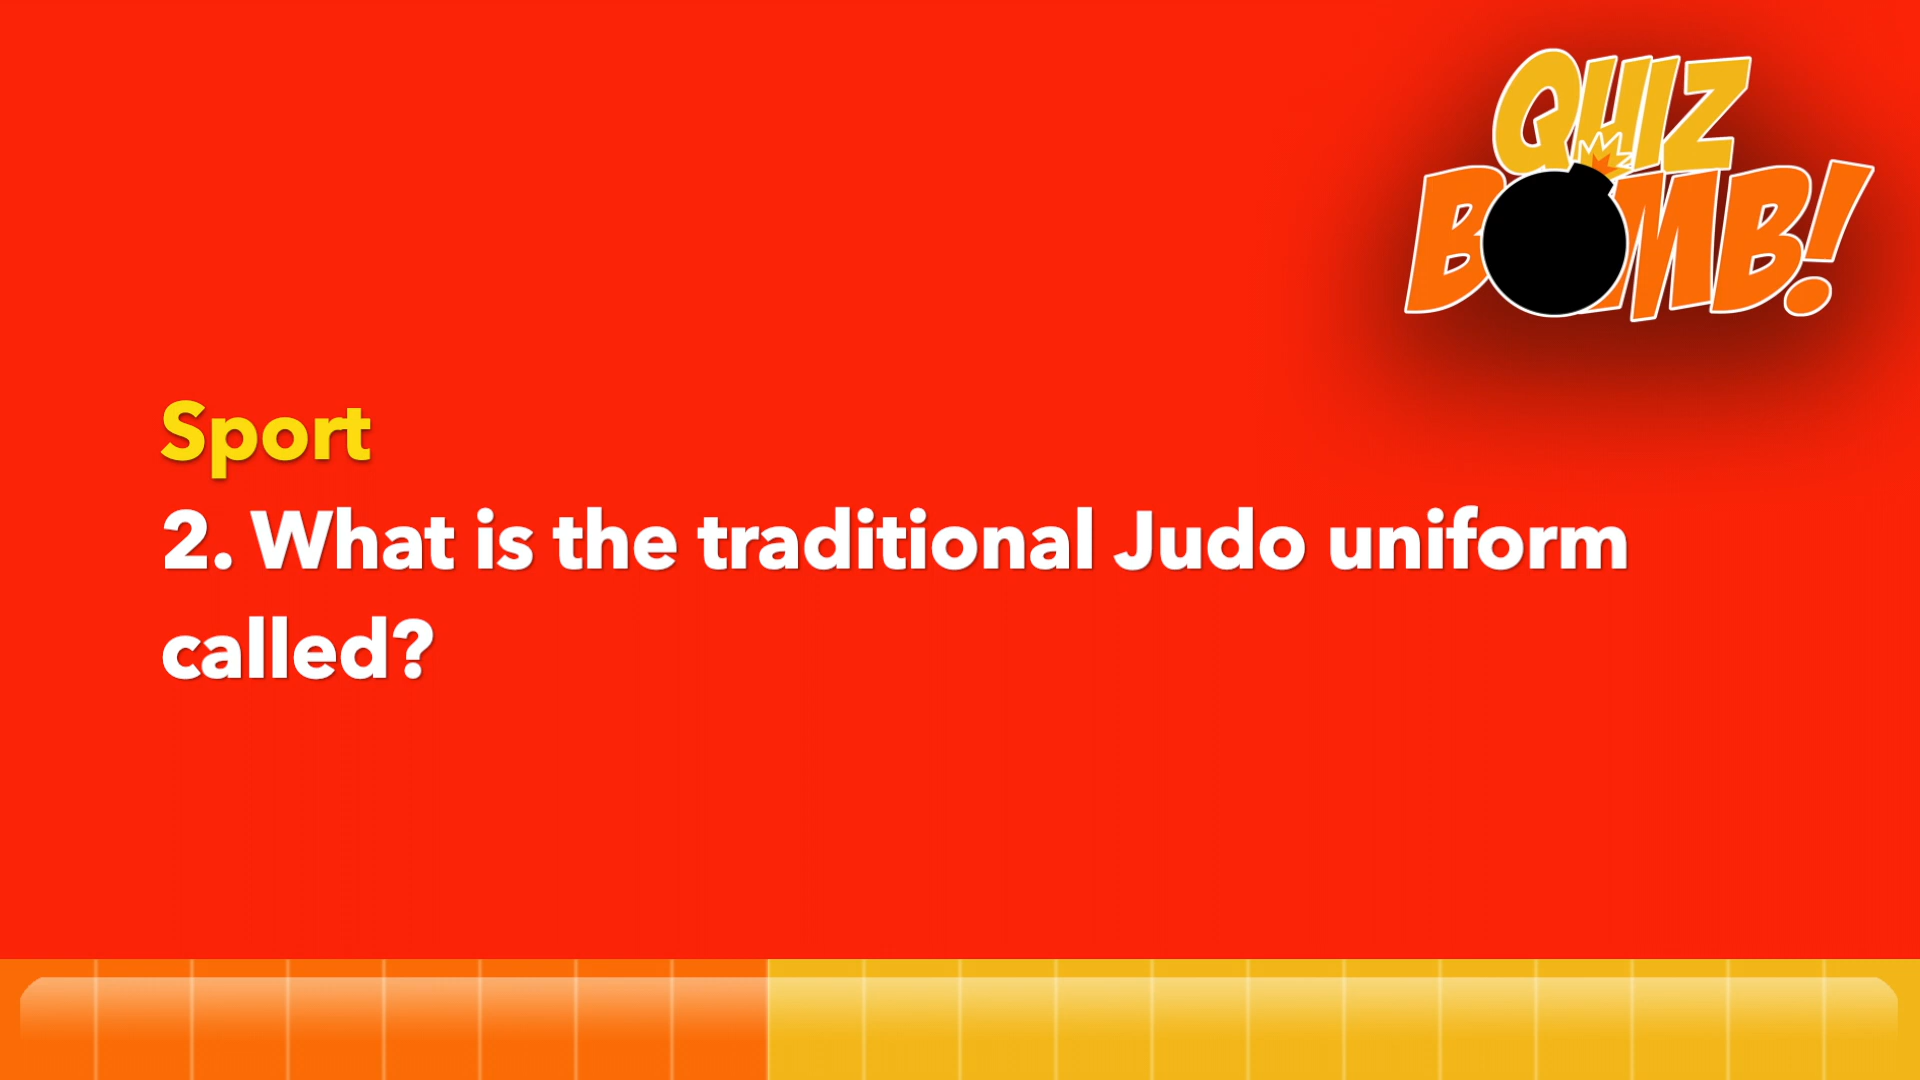 QUIZ
BOMB!
Sport
2. What is the traditional Judo uniform
called?